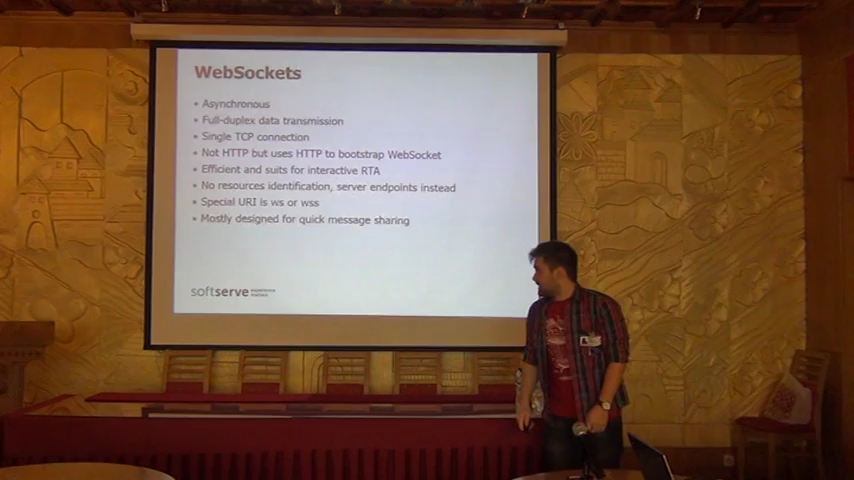 WebSockets
• Asynchronous
• Full-duplex data transmission
• Single TCP connection
• Not HTTP but uses HTTP to bootstrap WebSocket
• Efficient and suits for interactive RTA
• No resources identification, server endpoints instead
• Special URI is ws or wss
• Mostly designed for quick message sharing
softserve